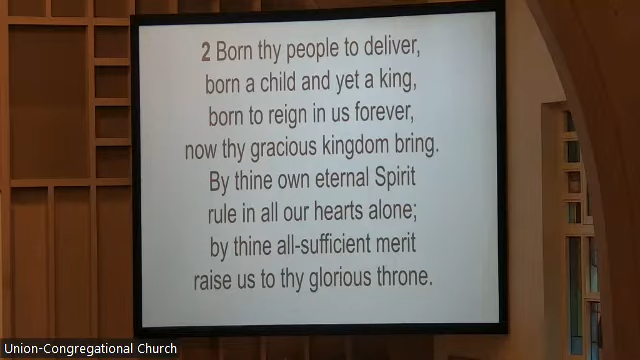 2 Born thy people to deliver,
born a child and yet a king,
born to reign in us forever,
now thy gracious kingdom bring.
By thine own eternal Spirit
rule in all our hearts alone;
by thine all-sufficient merit
raise us to thy glorious throne.
Union-Congregational Church